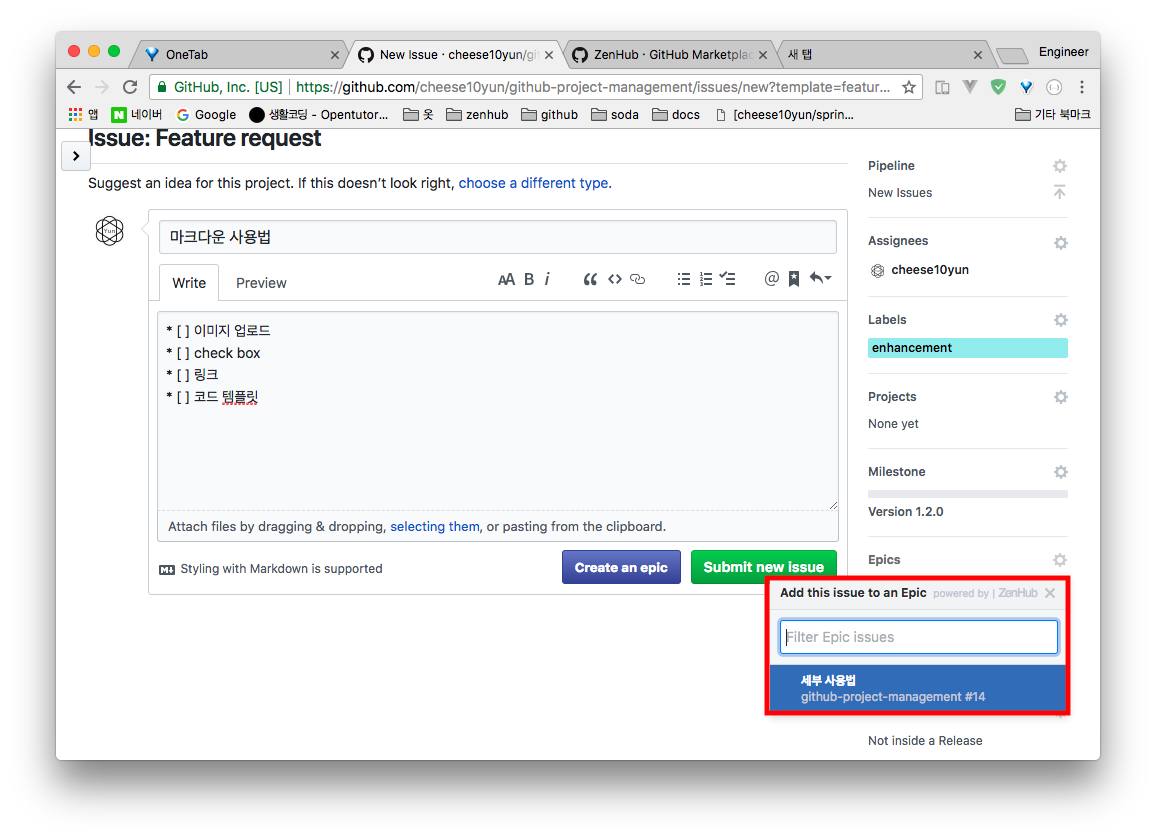 OneTab
New Issue · cheese10yun/git
ZenHub · GitHub Marketplac
새 탭
Engineer
GitHub, Inc. [US]
https://github.com/cheese10yun/github-project-management/issues/new?template=featur...
앱
네이버
Google
생활코딩 - Opentutor...
옷
zenhub
github
soda
docs
[cheese10yun/sprin...
기타 북마크
Issue: Feature request
Suggest an idea for this project. If this doesn’t look right, choose a different type.
Yun
마크다운 사용법
Write
Preview
AA B i
* [ ] 이미지 업로드
* [ ] check box
* [ ] 링크
* [ ] 코드 템플릿
Attach files by dragging & dropping, selecting them, or pasting from the clipboard.
Styling with Markdown is supported
Create an epic
Submit new issue
Pipeline
New Issues
Assignees
cheese10yun
Labels
enhancement
Projects
None yet
Milestone
Version 1.2.0
Epics
Add this issue to an Epic powered by | ZenHub
Filter Epic issues
세부 사용법
github-project-management #14
Not inside a Release